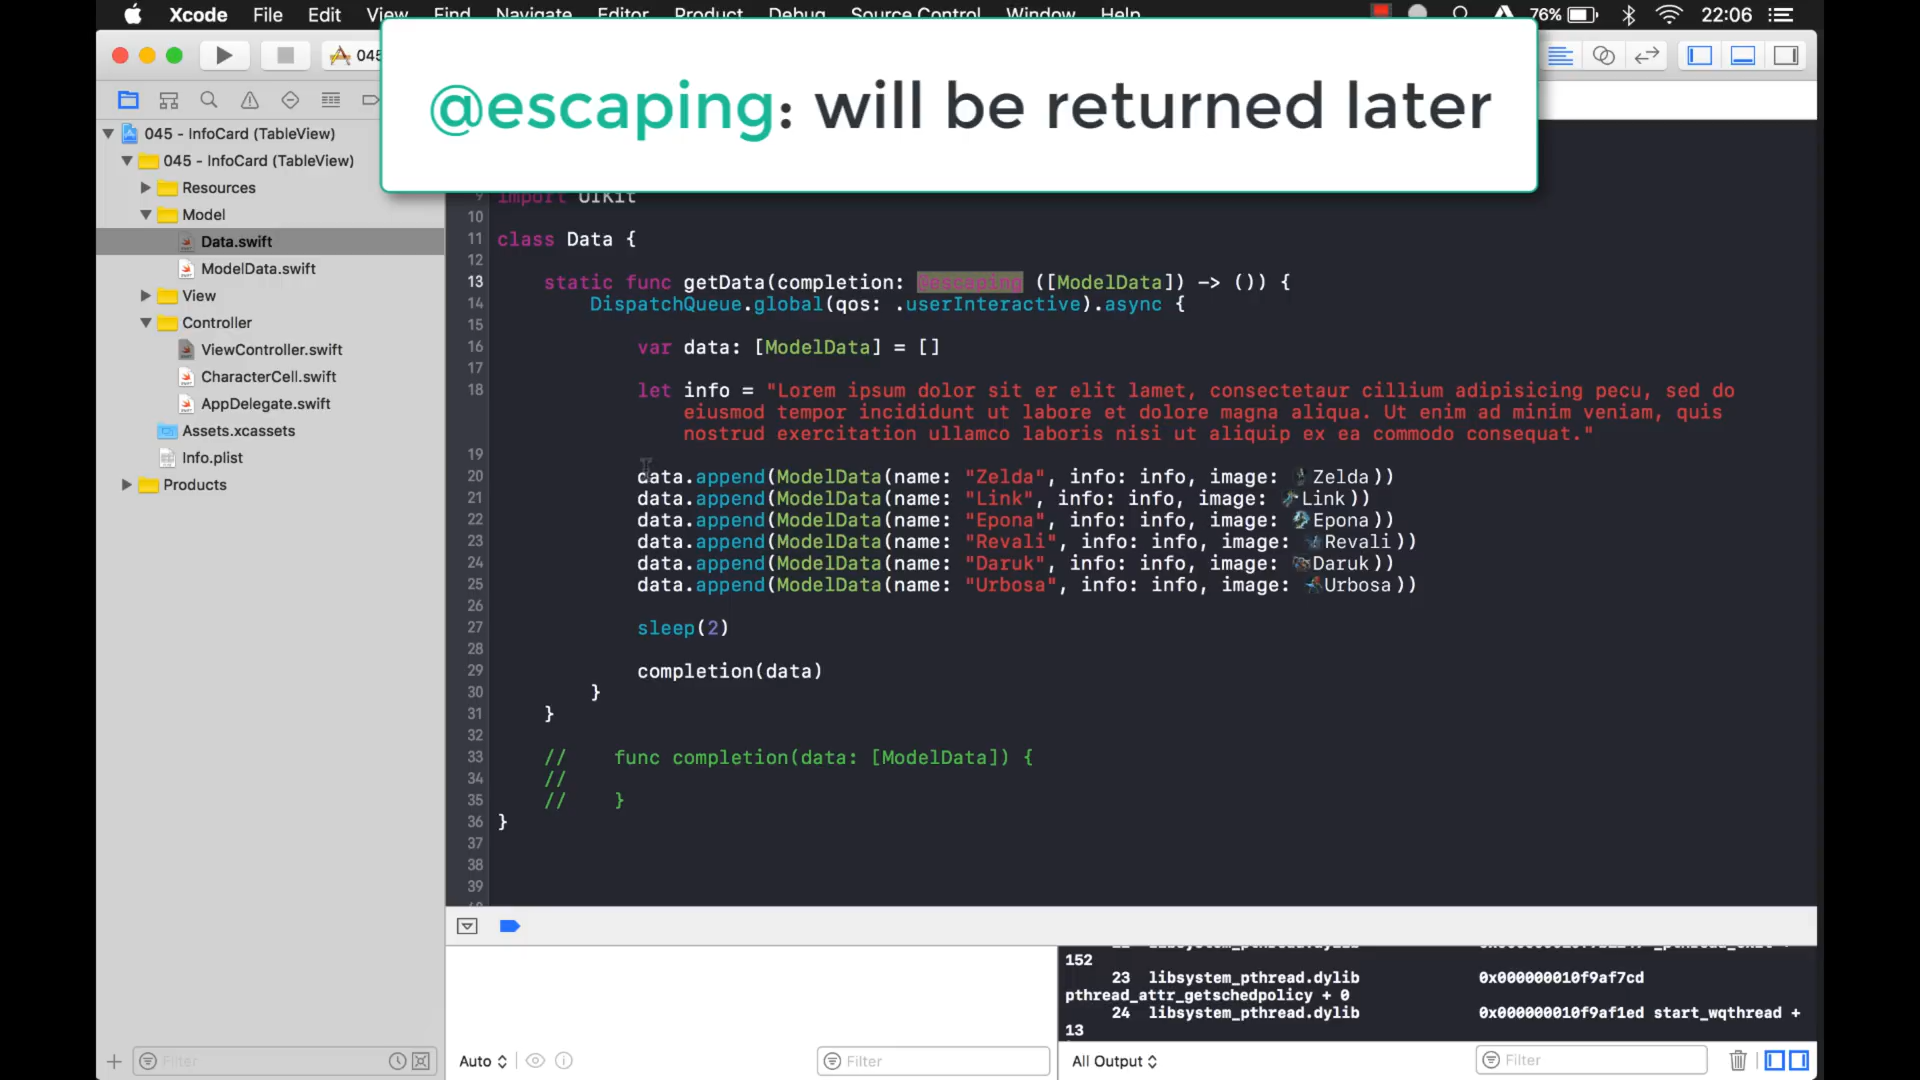 Xcode File Edit View Find Navigate Editor Product Debug Source Control Window Help 76% 22:06
045
@escaping: will be returned later
045 - InfoCard (TableView)
045 - InfoCard (TableView)
Resources
Model
Data.swift
ModelData.swift
View
Controller
ViewController.swift
CharacterCell.swift
AppDelegate.swift
Assets.xcassets
Info.plist
Products
9 import UIKit
10
11 class Data {
12
13 static func getData(completion: @escaping ([ModelData]) -> ()) {
14 DispatchQueue.global(qos: .userInteractive).async {
15
16 var data: [ModelData] = []
17
18 let info = "Lorem ipsum dolor sit er elit lamet, consectetaur cillium adipisicing pecu, sed do
eiusmod tempor incididunt ut labore et dolore magna aliqua. Ut enim ad minim veniam, quis
nostrud exercitation ullamco laboris nisi ut aliquip ex ea commodo consequat."
19
20 data.append(ModelData(name: "Zelda", info: info, image: Zelda))
21 data.append(ModelData(name: "Link", info: info, image: Link))
22 data.append(ModelData(name: "Epona", info: info, image: Epona))
23 data.append(ModelData(name: "Revali", info: info, image: Revali))
24 data.append(ModelData(name: "Daruk", info: info, image: Daruk))
25 data.append(ModelData(name: "Urbosa", info: info, image: Urbosa))
26
27 sleep(2)
28
29 completion(data)
30 }
31 }
32
33 // func completion(data: [ModelData]) {
34 //
35 // }
36 }
37
38
39
152
23 libsystem_pthread.dylib 0x000000010f9af7cd
pthread_attr_getschedpolicy + 0
24 libsystem_pthread.dylib 0x000000010f9af1ed start_wqthread +
13
Filter
Auto
Filter
All Output
Filter